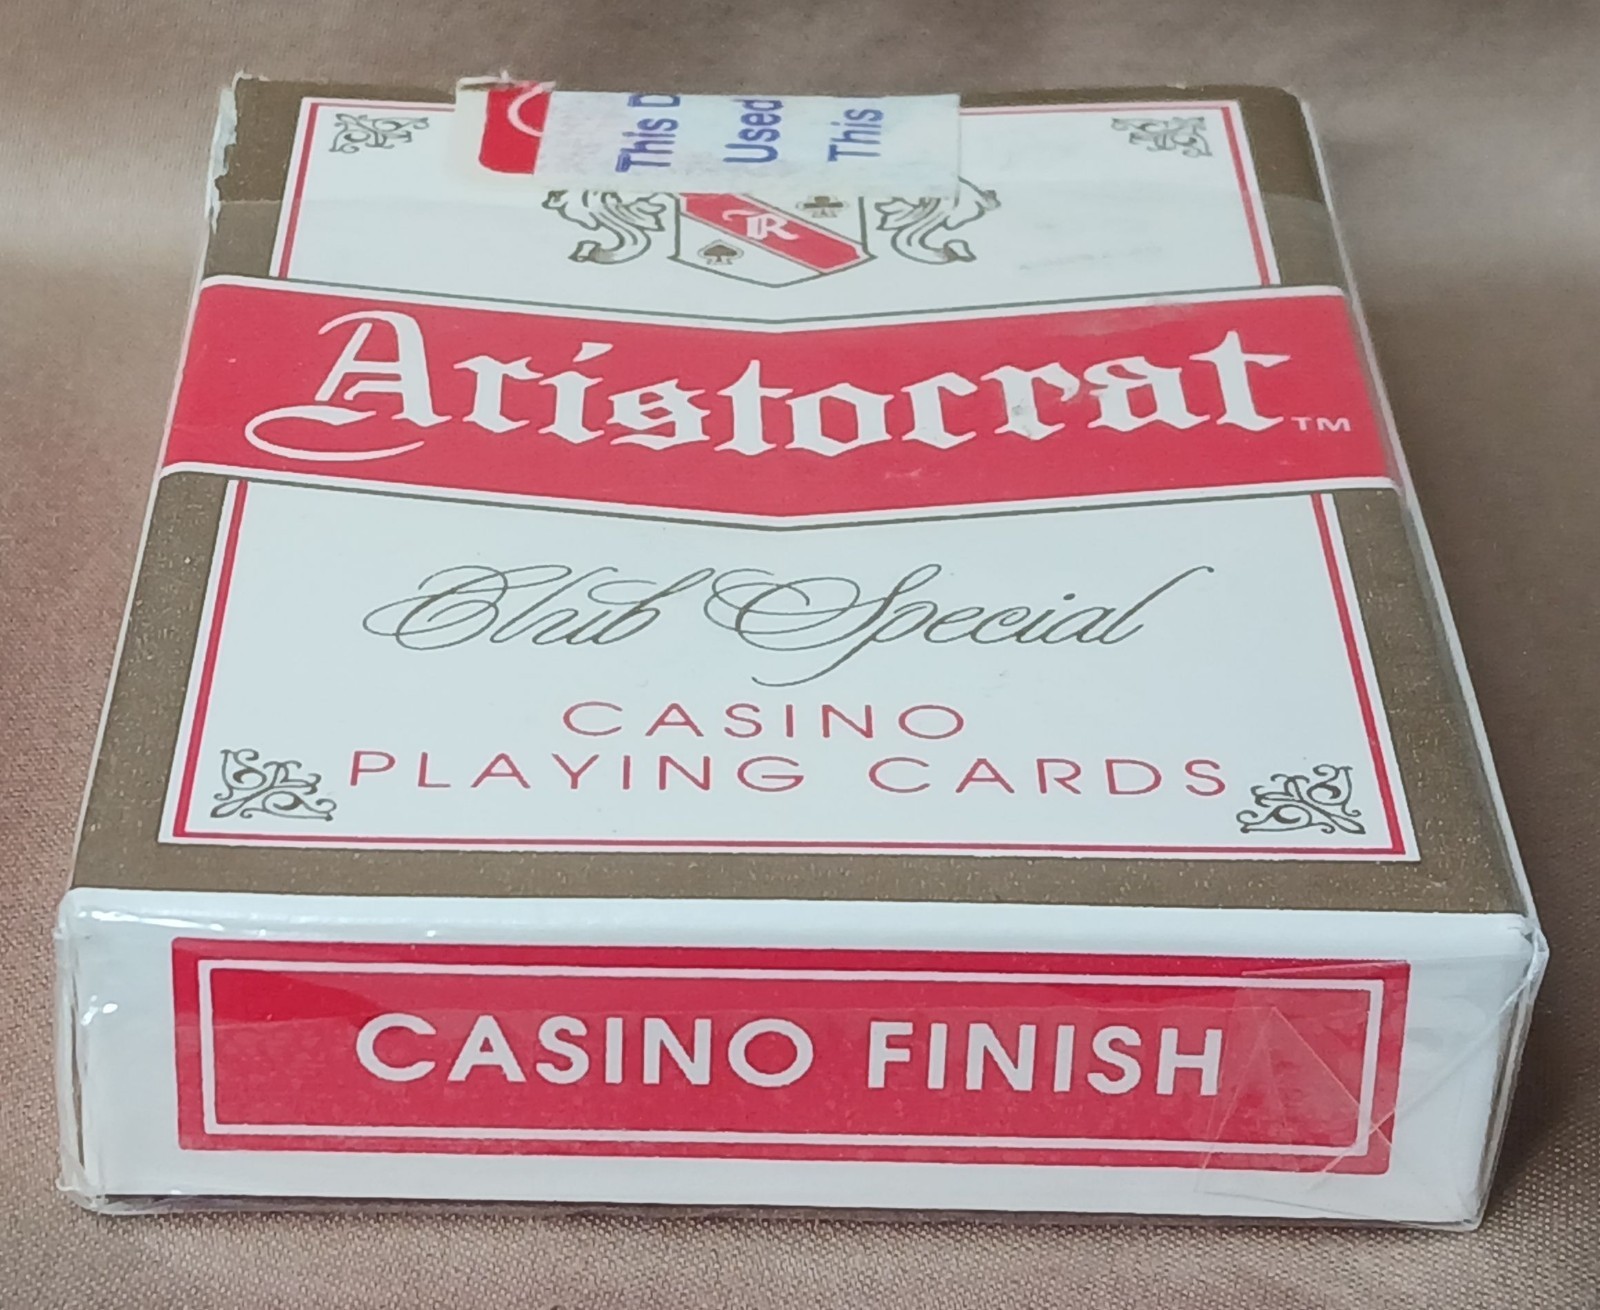 This D
Used
This
R
Aristocrat™
Club Special
CASINO
PLAYING CARDS
CASINO FINISH